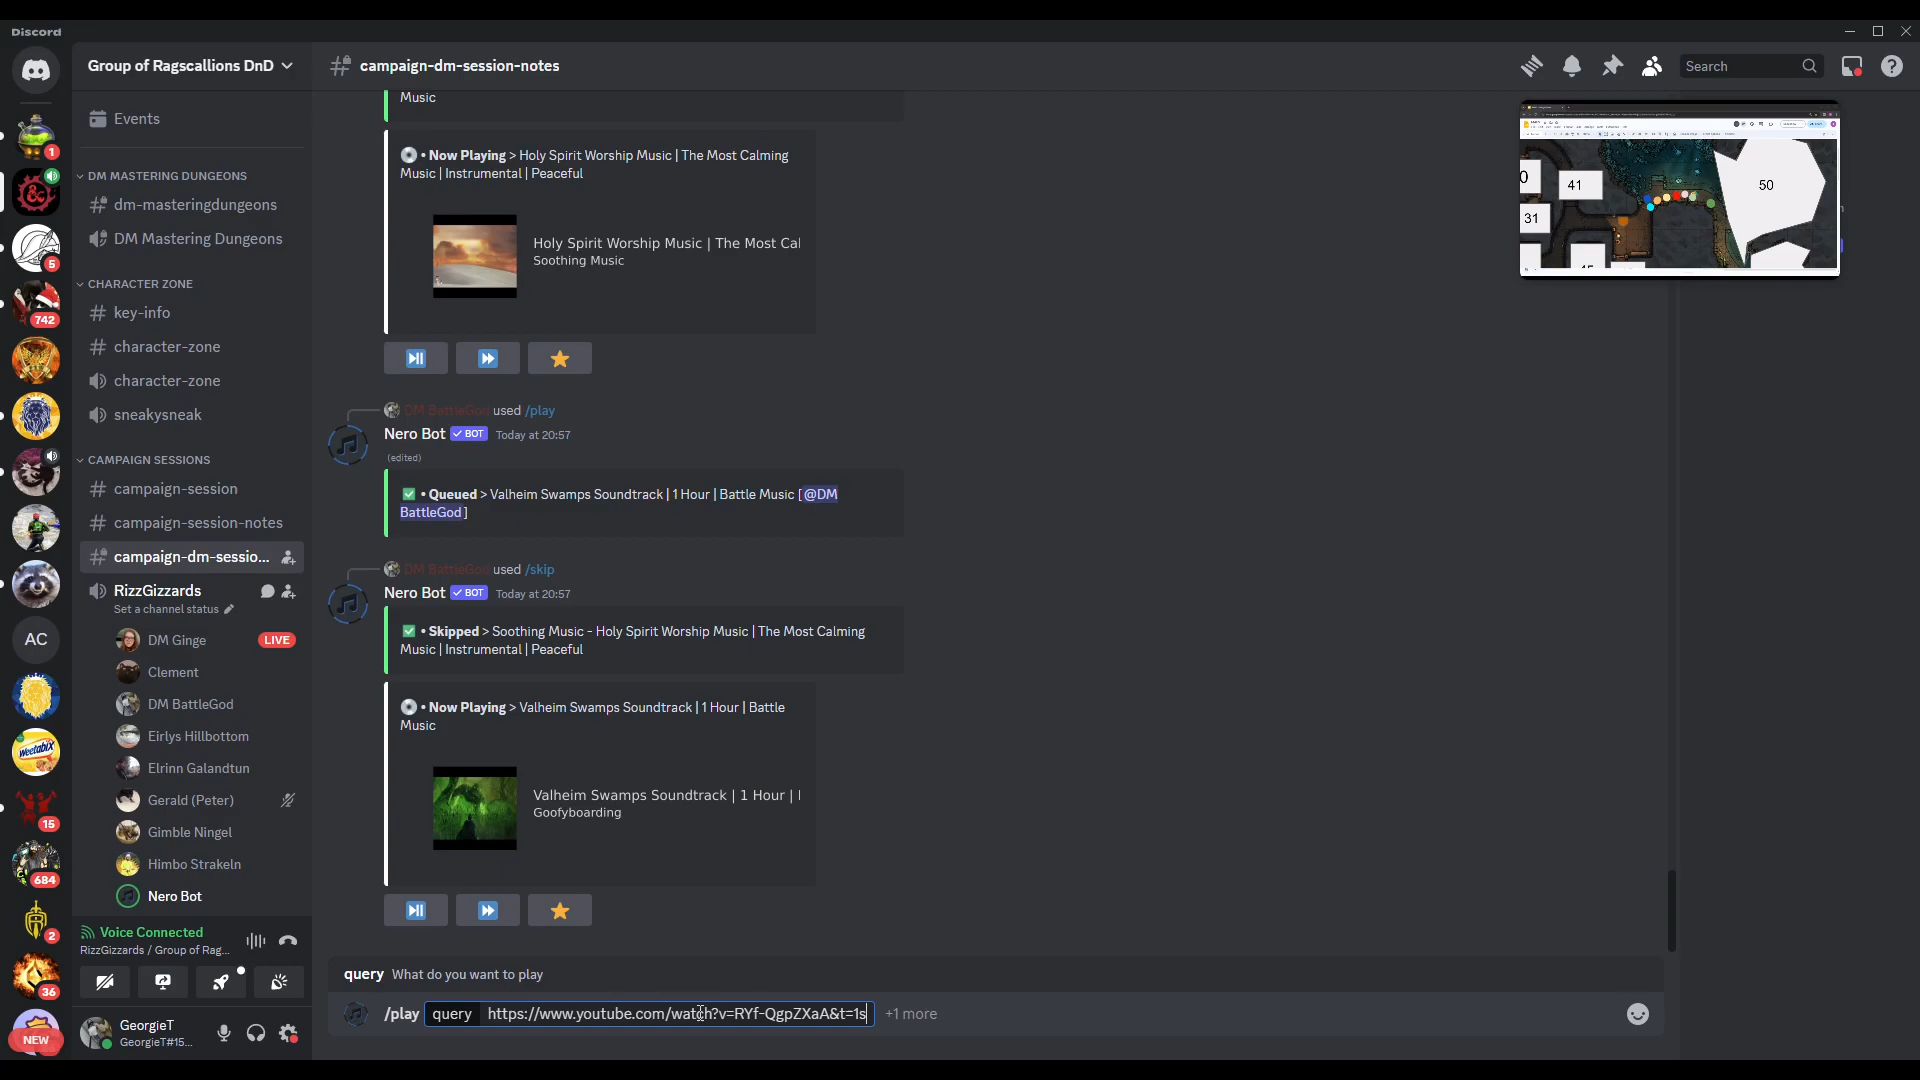 Discord
Group of Ragscallions DnD
campaign-dm-session-notes
Search
Events
DM MASTERING DUNGEONS
dm-masteringdungeons
DM Mastering Dungeons
CHARACTER ZONE
key-info
character-zone
character-zone
sneakysneak
CAMPAIGN SESSIONS
campaign-session
campaign-session-notes
campaign-dm-sessio...
RizzGizzards
Set a channel status
DM Ginge LIVE
Clement
DM BattleGod
Eirlys Hillbottom
Elrinn Galandtun
Gerald (Peter)
Gimble Ningel
Himbo Strakeln
Nero Bot
Voice Connected
RizzGizzards / Group of Rag...
GeorgieT
GeorgieT#15...
1
5
742
AC
weetabix
15
684
2
36
NEW
Music
• Now Playing > Holy Spirit Worship Music | The Most Calming
Music | Instrumental | Peaceful
Holy Spirit Worship Music | The Most Cal
Soothing Music
DM BattleGod used /play
Nero Bot BOT Today at 20:57
(edited)
• Queued > Valheim Swamps Soundtrack | 1 Hour | Battle Music [@DM
BattleGod]
DM BattleGod used /skip
Nero Bot BOT Today at 20:57
• Skipped > Soothing Music - Holy Spirit Worship Music | The Most Calming
Music | Instrumental | Peaceful
• Now Playing > Valheim Swamps Soundtrack | 1 Hour | Battle
Music
Valheim Swamps Soundtrack | 1 Hour |
Goofyboarding
query What do you want to play
/play query https://www.youtube.com/watch?v=RYf-QgpZXaA&t=1s +1 more
0
41
50
31